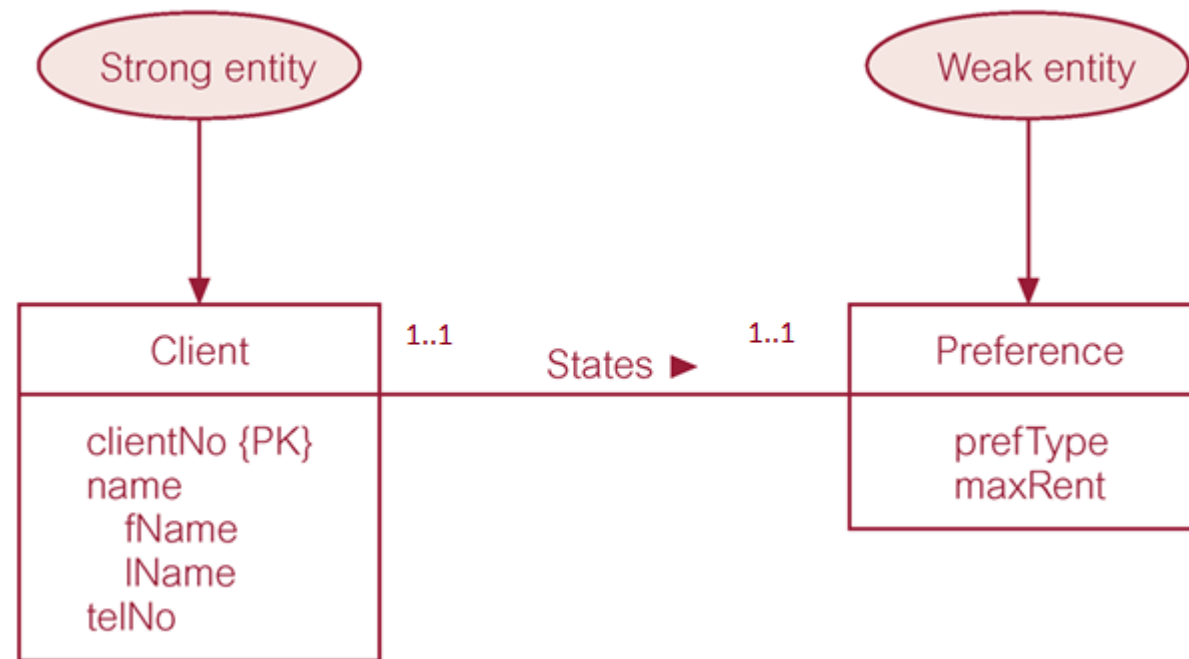 Strong entity
Weak entity
Client
1..1
States ►
1..1
Preference
clientNo {PK}
name
fName
lName
telNo
prefType
maxRent